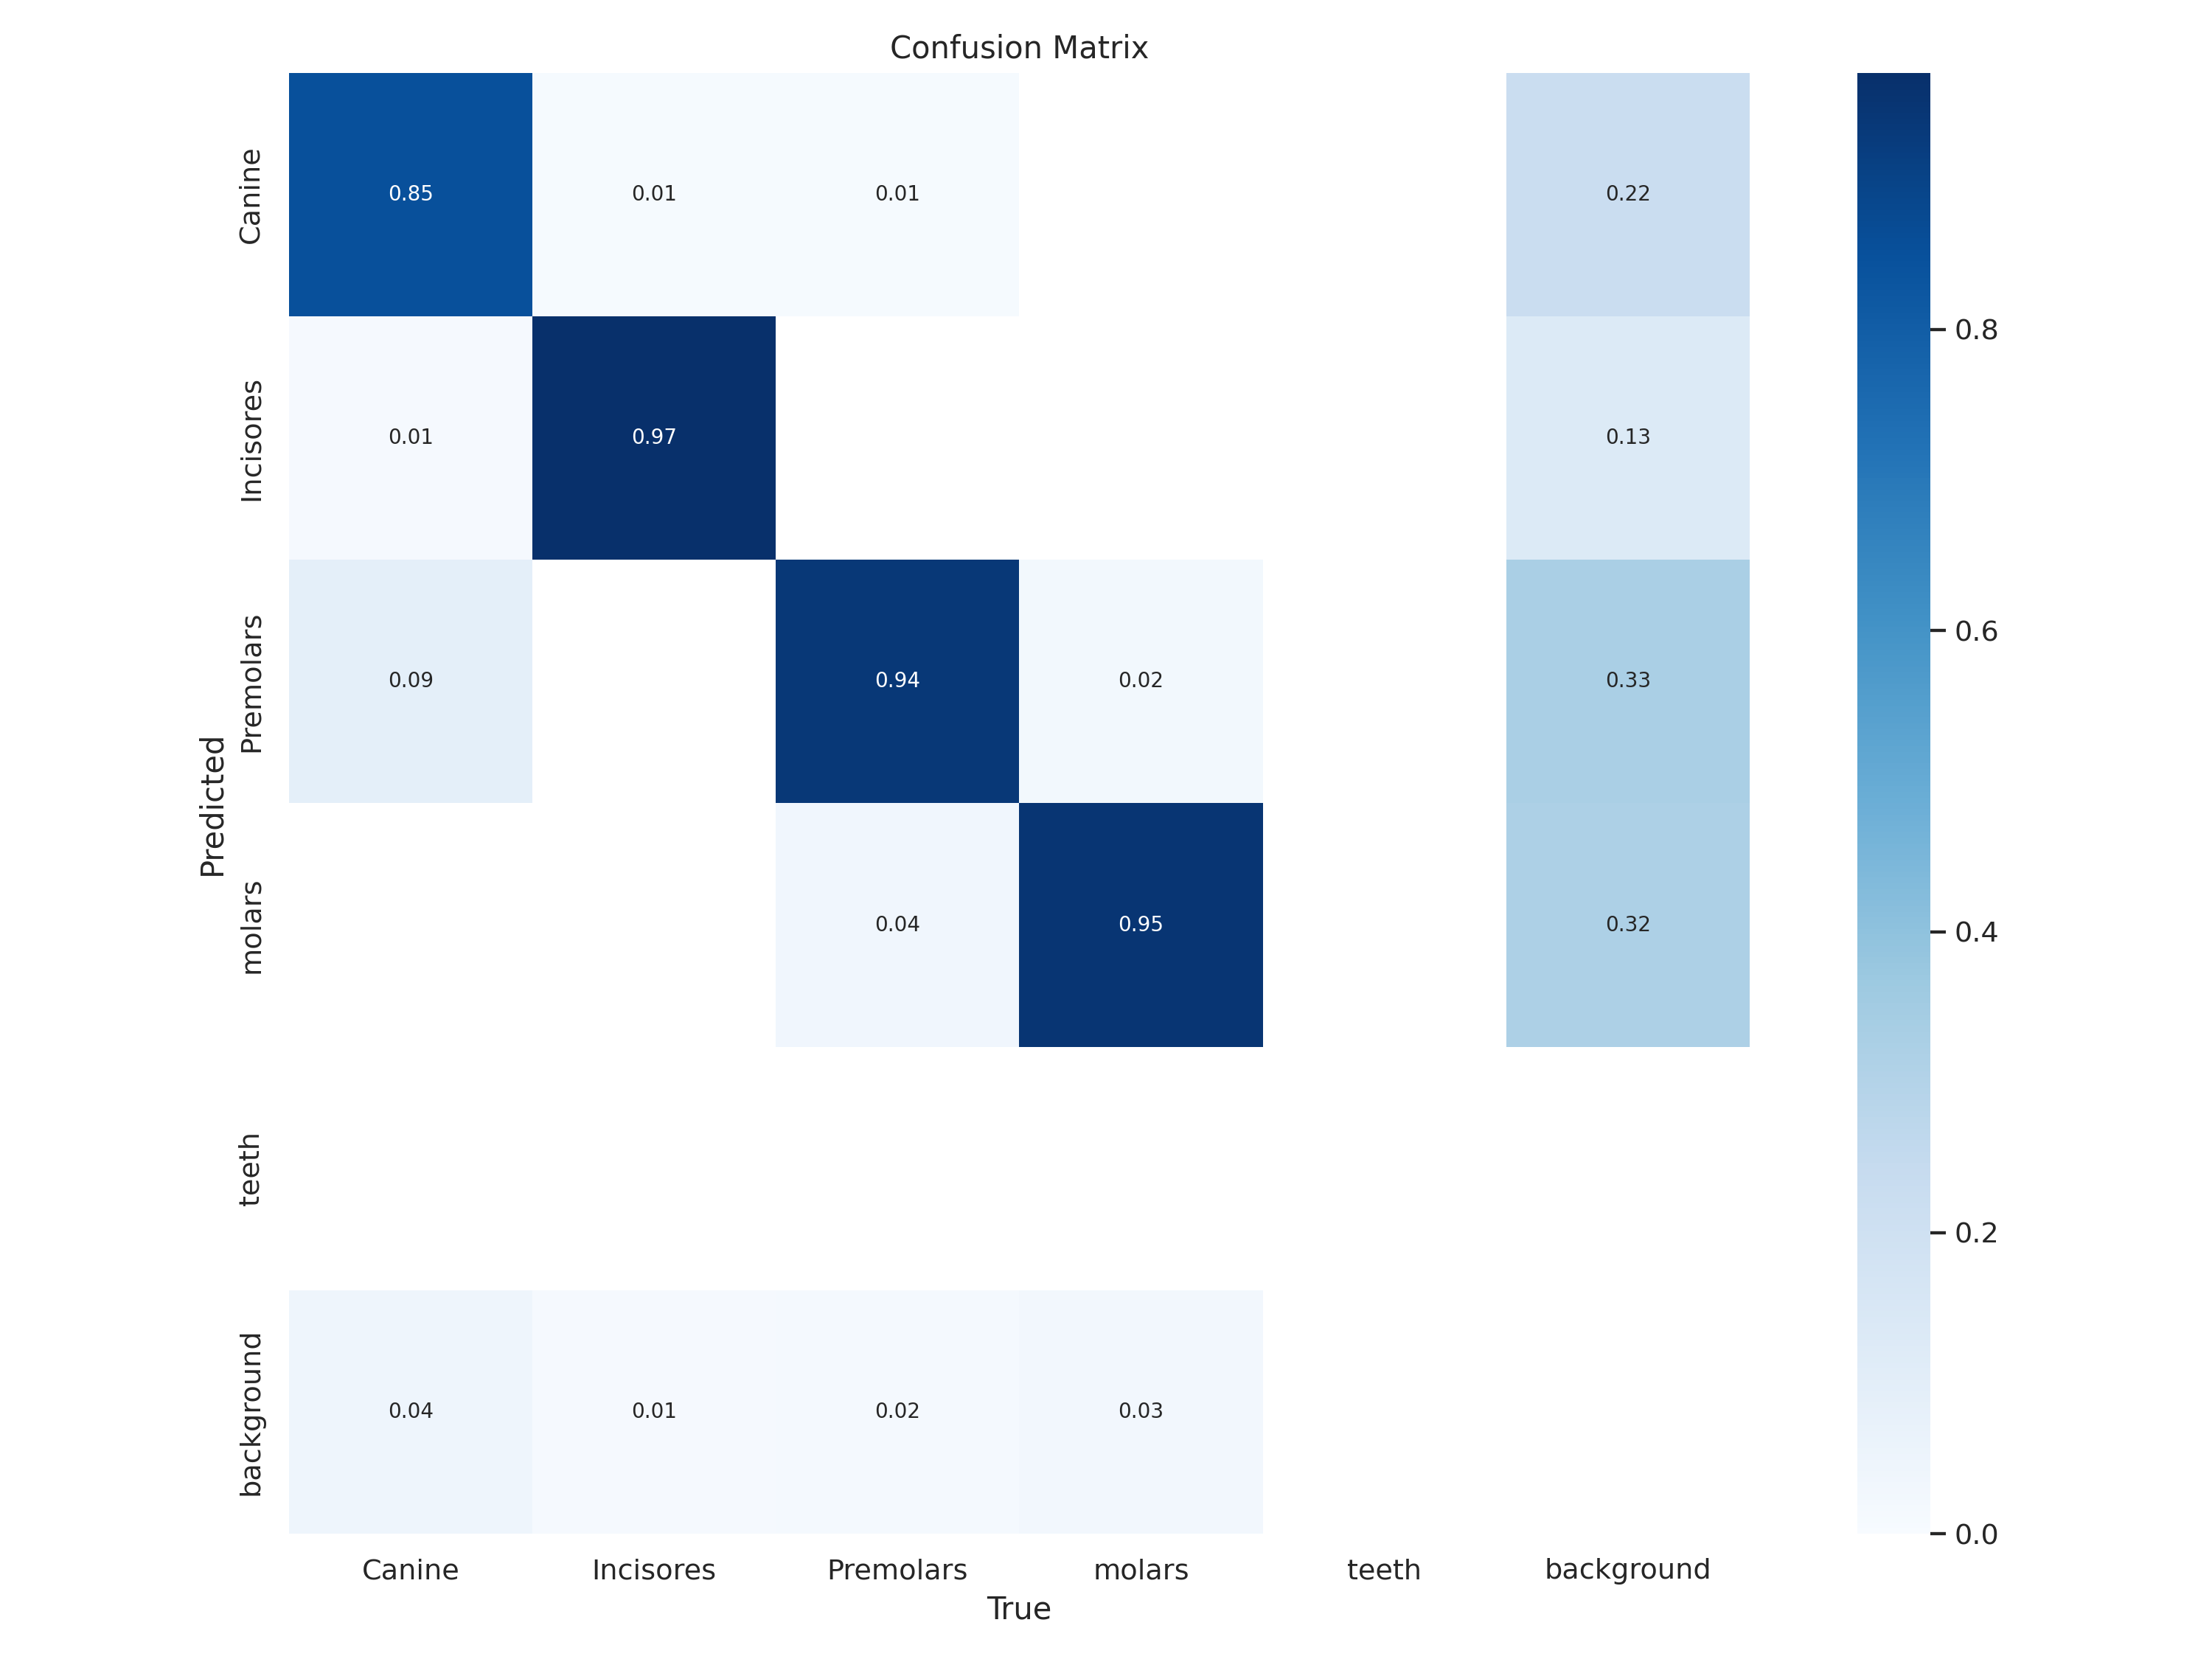 Confusion Matrix
Canine
0.85 0.01 0.01 0.22
Incisores
0.01 0.97 0.13
Premolars
0.09 0.94 0.02 0.33
molars
0.04 0.95 0.32
teeth
background
0.04 0.01 0.02 0.03
Predicted
Canine Incisores Premolars molars teeth background
True
0.8
0.6
0.4
0.2
0.0